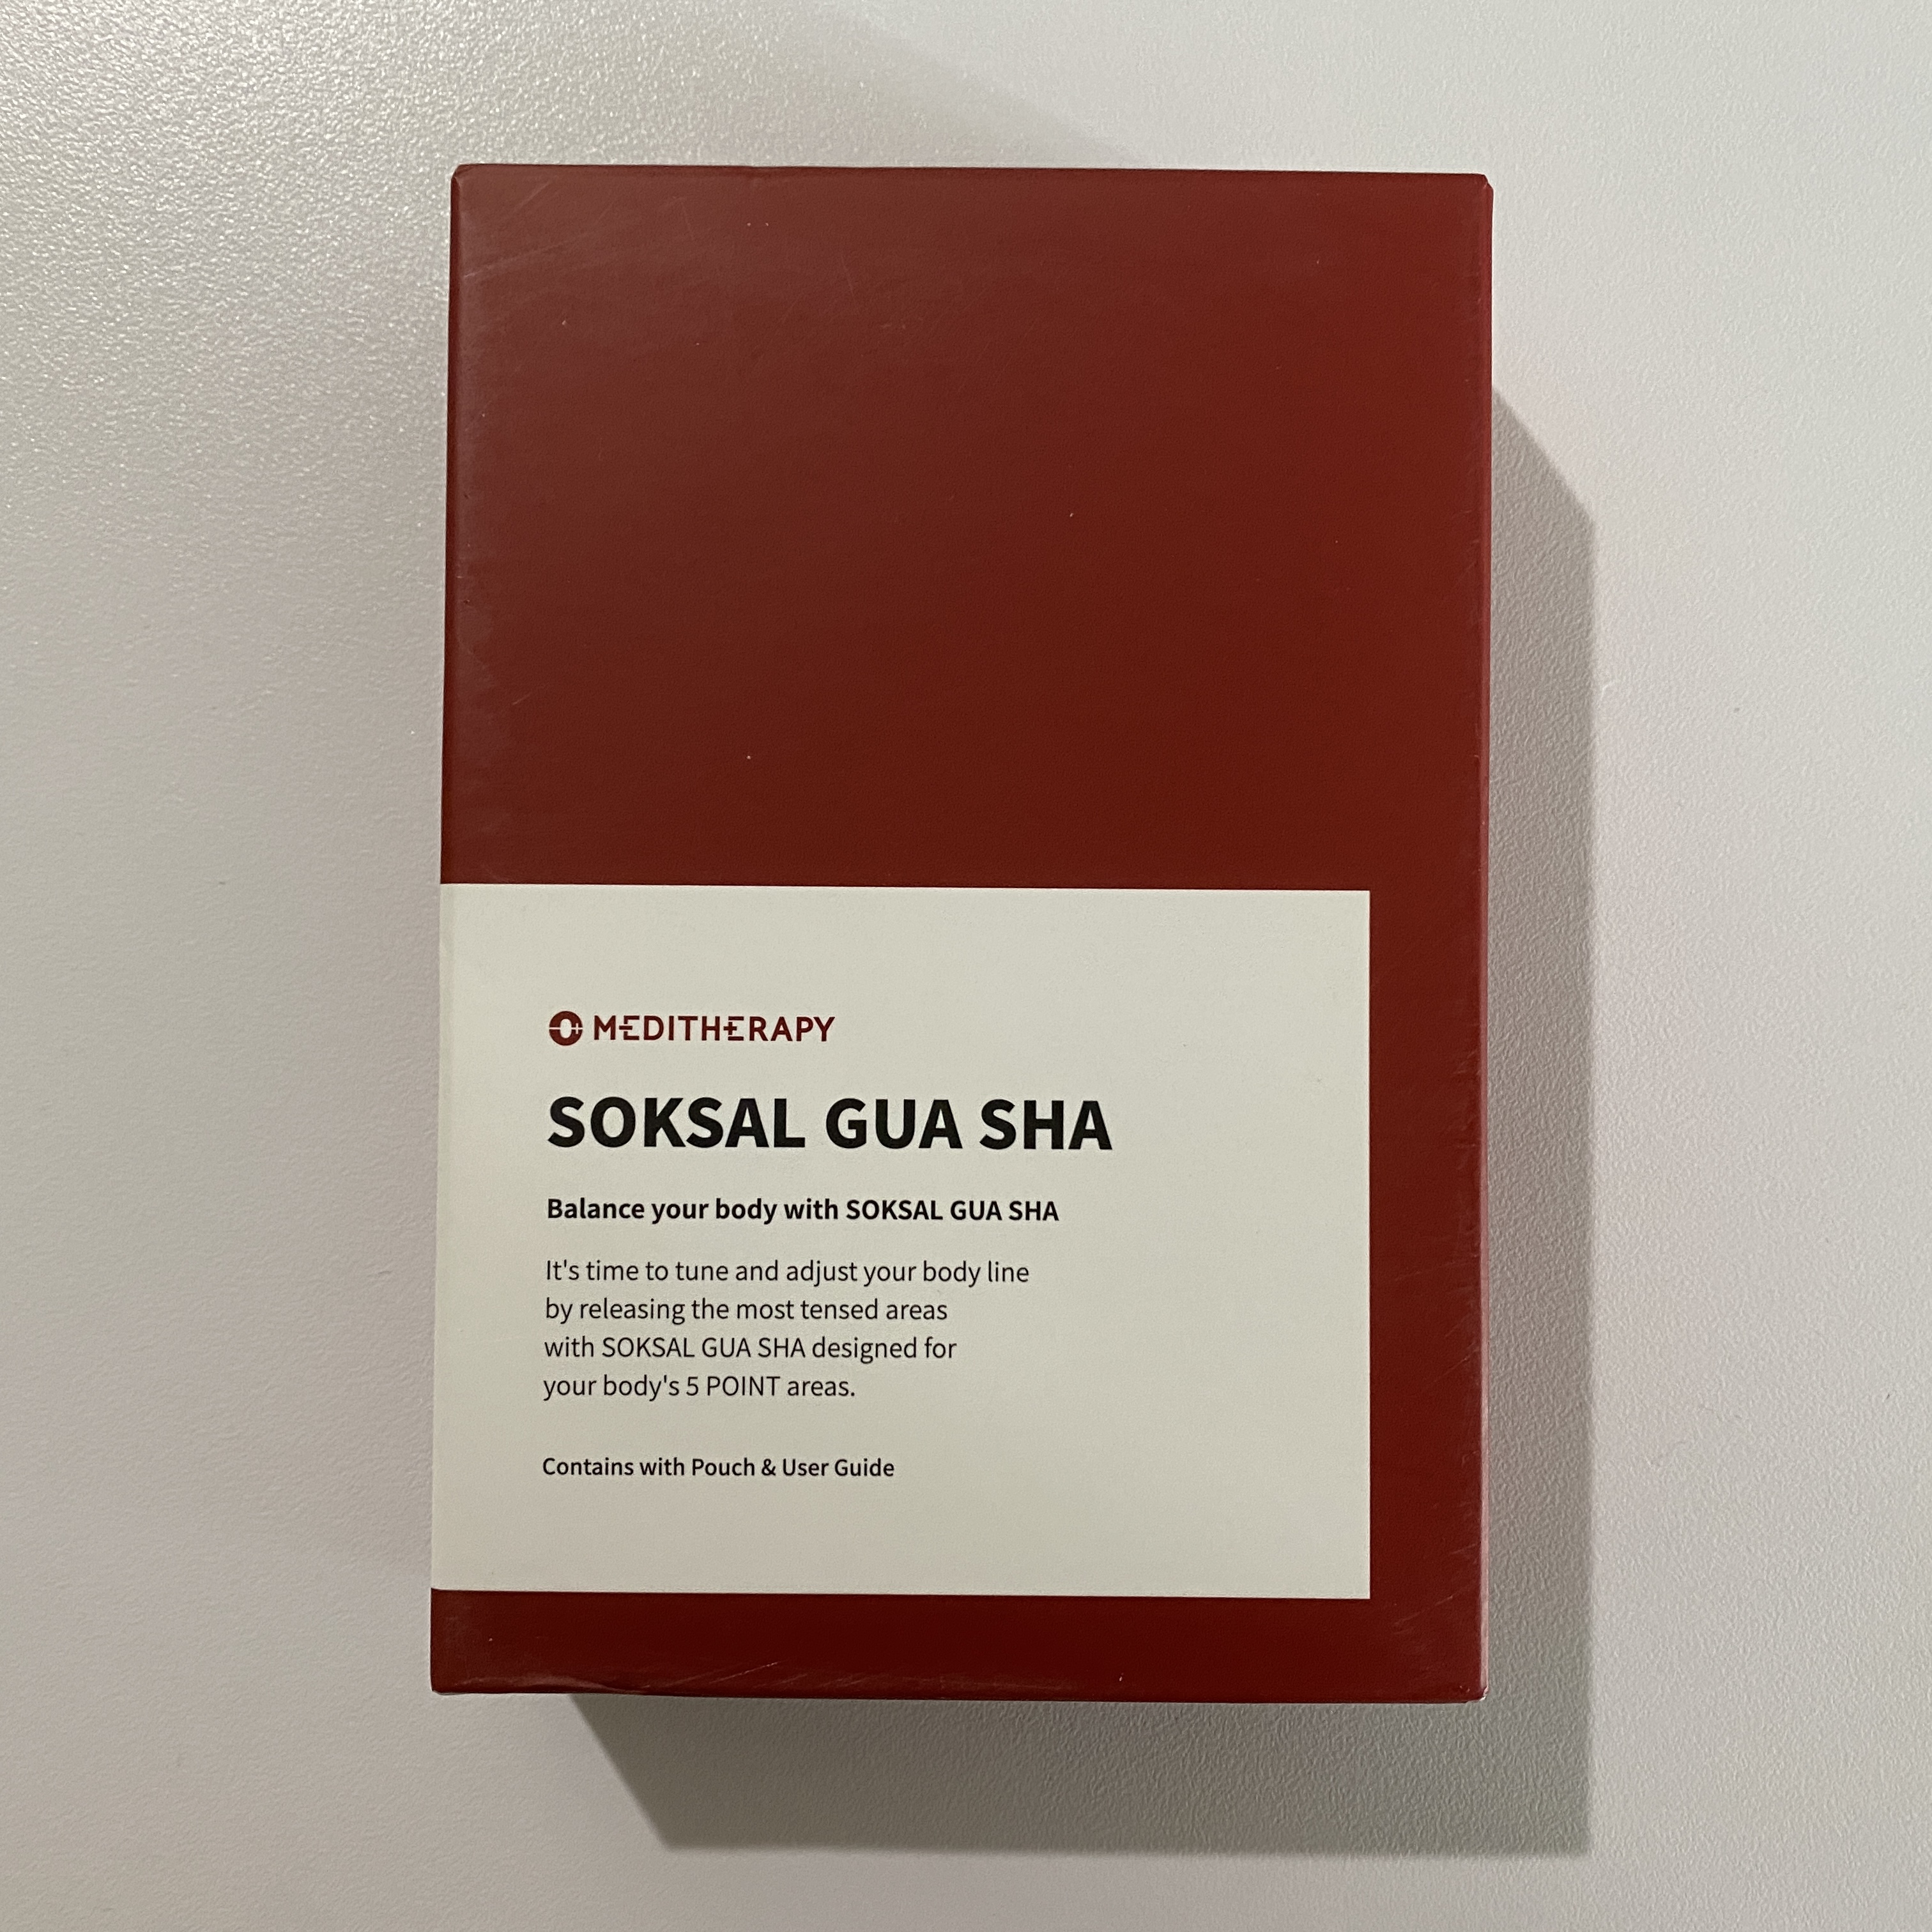 MEDITHERAPY
SOKSAL GUA SHA
Balance your body with SOKSAL GUA SHA
It's time to tune and adjust your body line
by releasing the most tensed areas
with SOKSAL GUA SHA designed for
your body's 5 POINT areas.
Contains with Pouch & User Guide